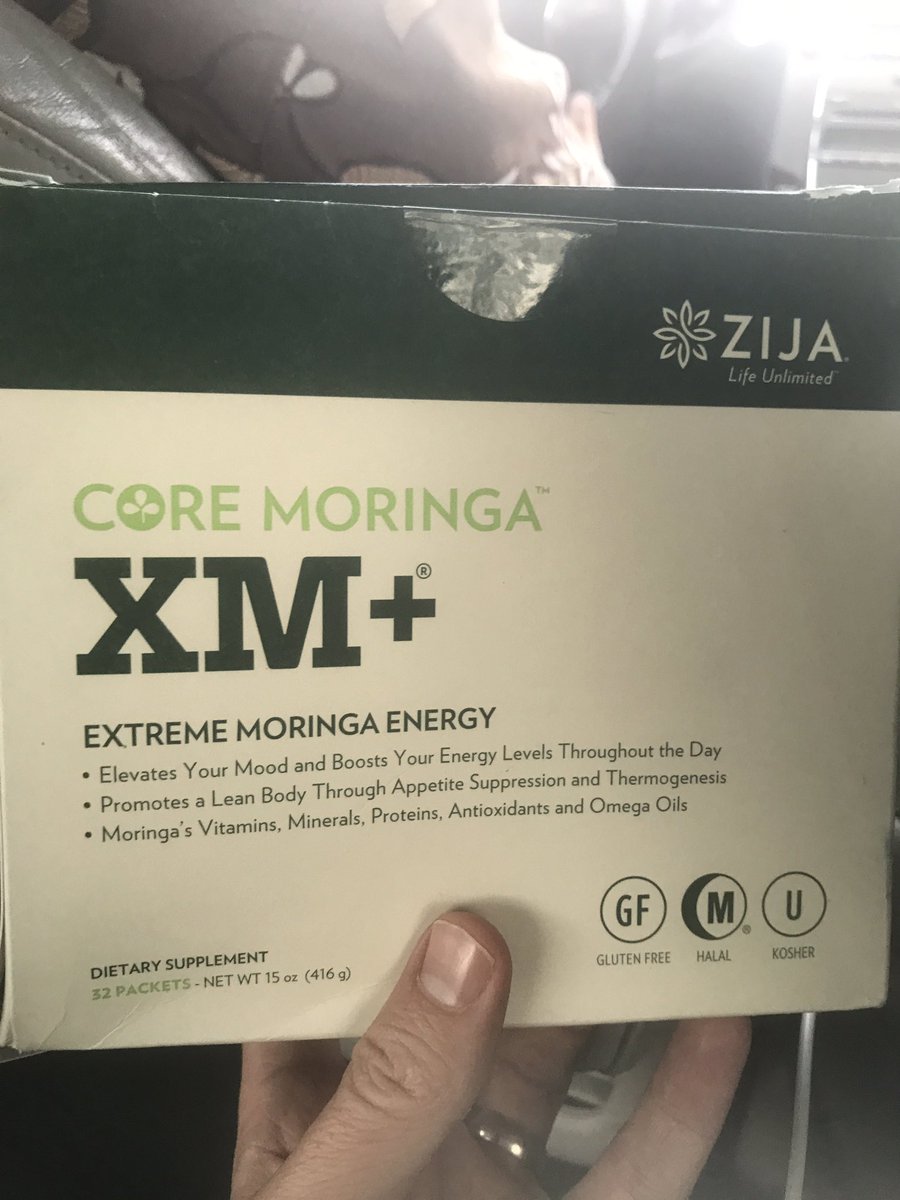 ZIJA
Life Unlimited™
CORE MORINGA™
XM+®
EXTREME MORINGA ENERGY
• Elevates Your Mood and Boosts Your Energy Levels Throughout the Day
• Promotes a Lean Body Through Appetite Suppression and Thermogenesis
• Moringa's Vitamins, Minerals, Proteins, Antioxidants and Omega Oils
GF M® U
GLUTEN FREE HALAL KOSHER
DIETARY SUPPLEMENT
32 PACKETS - NET WT 15 oz (416 g)